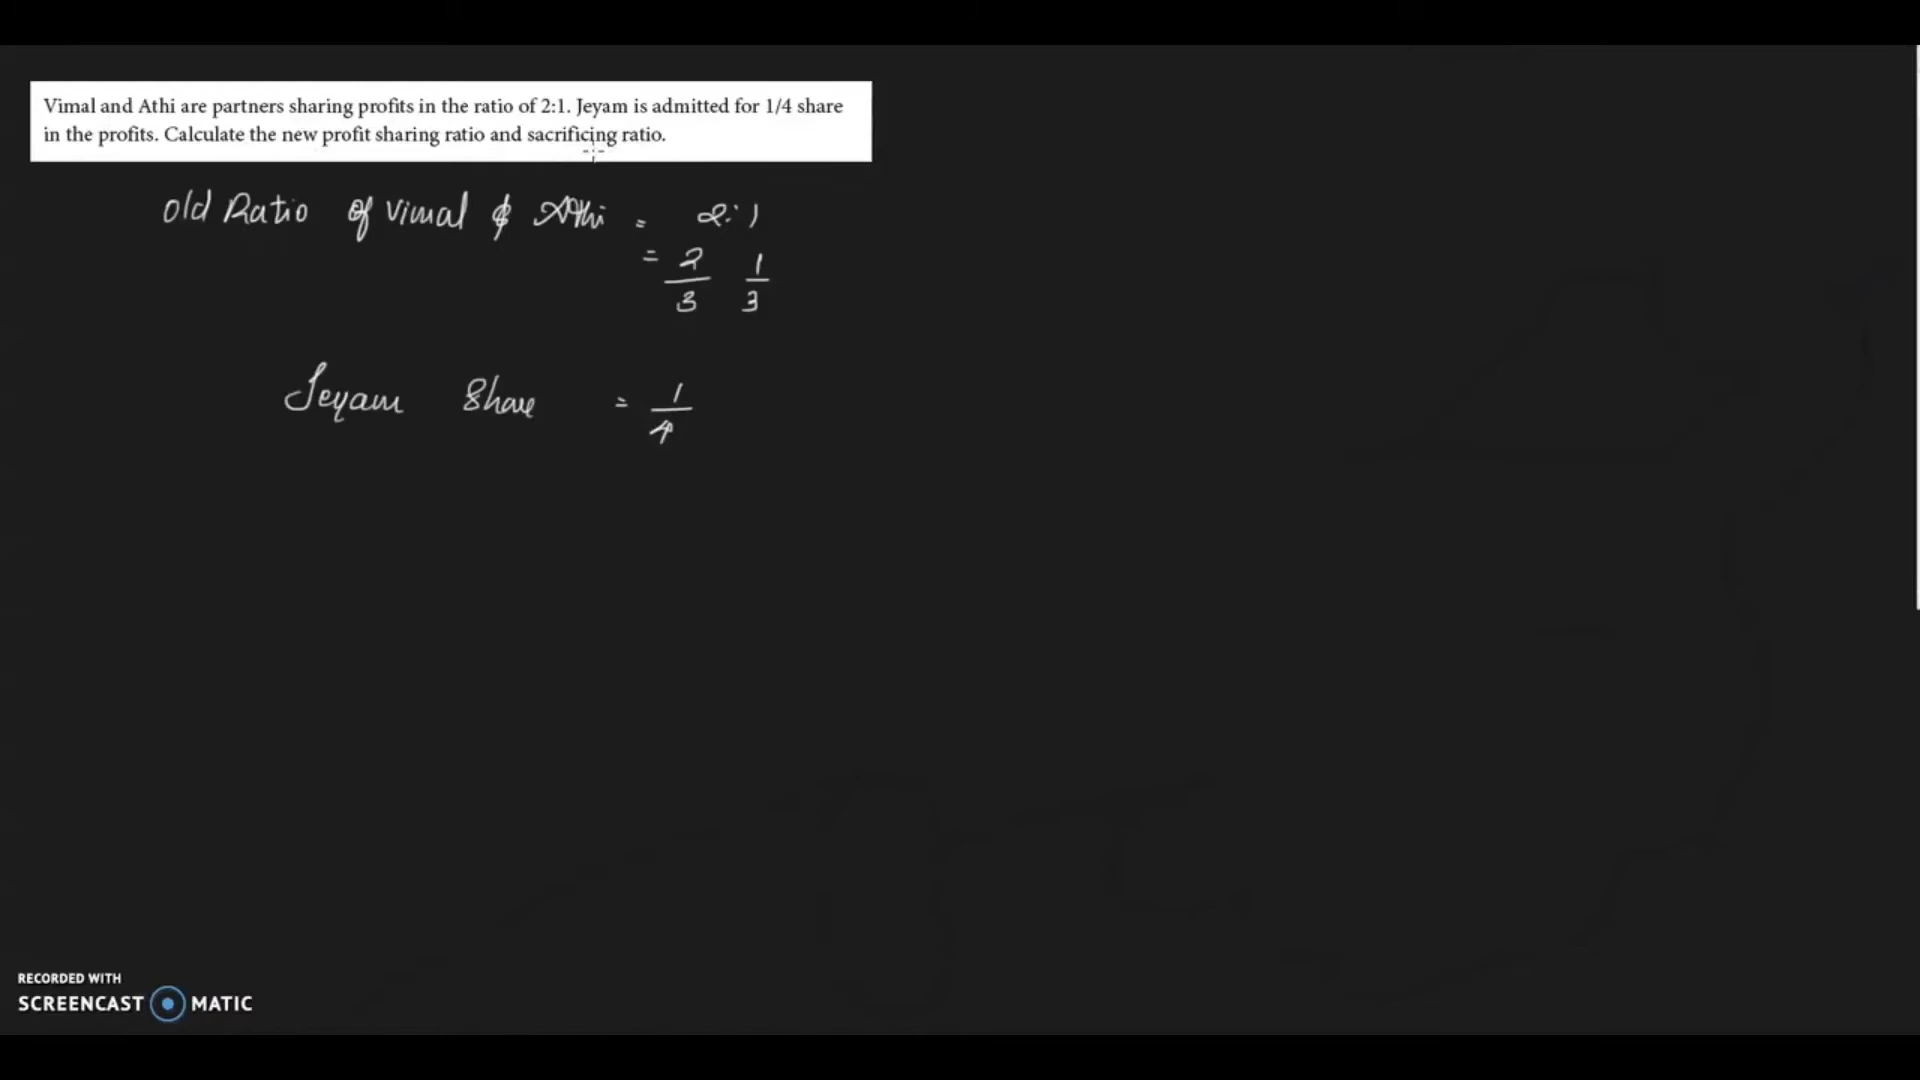 Vimal and Athi are partners sharing profits in the ratio of 2:1. Jeyam is admitted for 1/4 share
in the profits. Calculate the new profit sharing ratio and sacrificing ratio.
Old Ratio of Vimal & Athi = 2:1
= 2/3 1/3
Jeyam Share = 1/4
RECORDED WITH
SCREENCAST MATIC